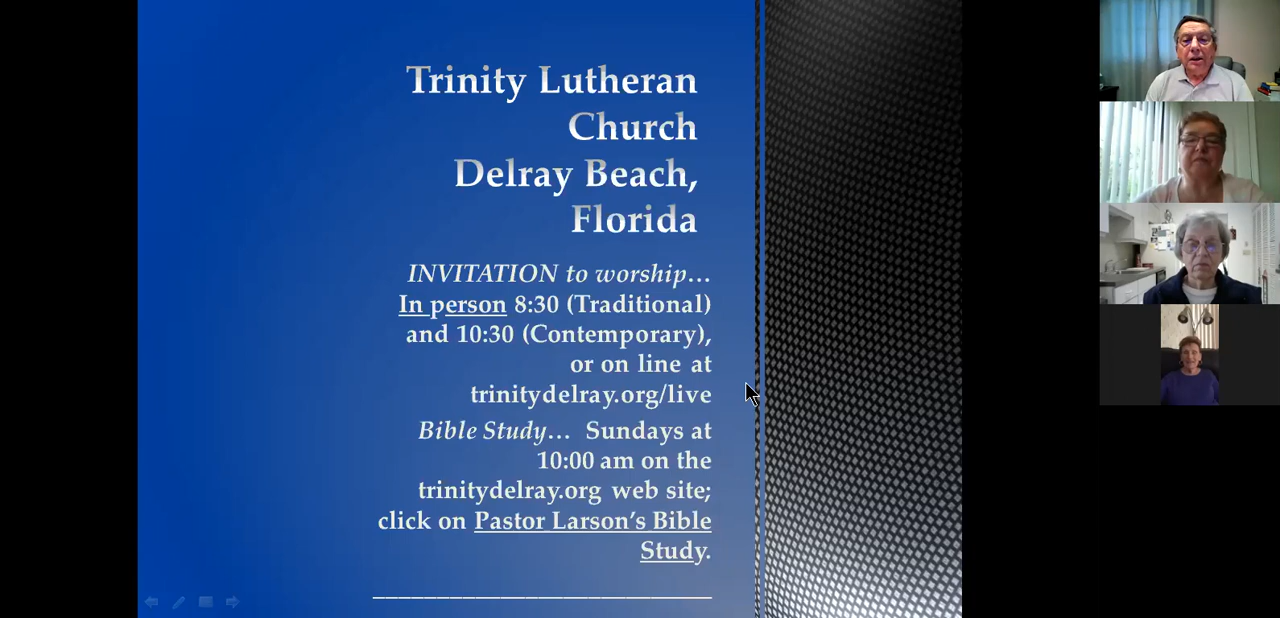 Trinity Lutheran
Church
Delray Beach,
Florida
INVITATION to worship…
In person 8:30 (Traditional)
and 10:30 (Contemporary),
or on line at
trinitydelray.org/live
Bible Study… Sundays at
10:00 am on the
trinitydelray.org web site;
click on Pastor Larson’s Bible
Study.